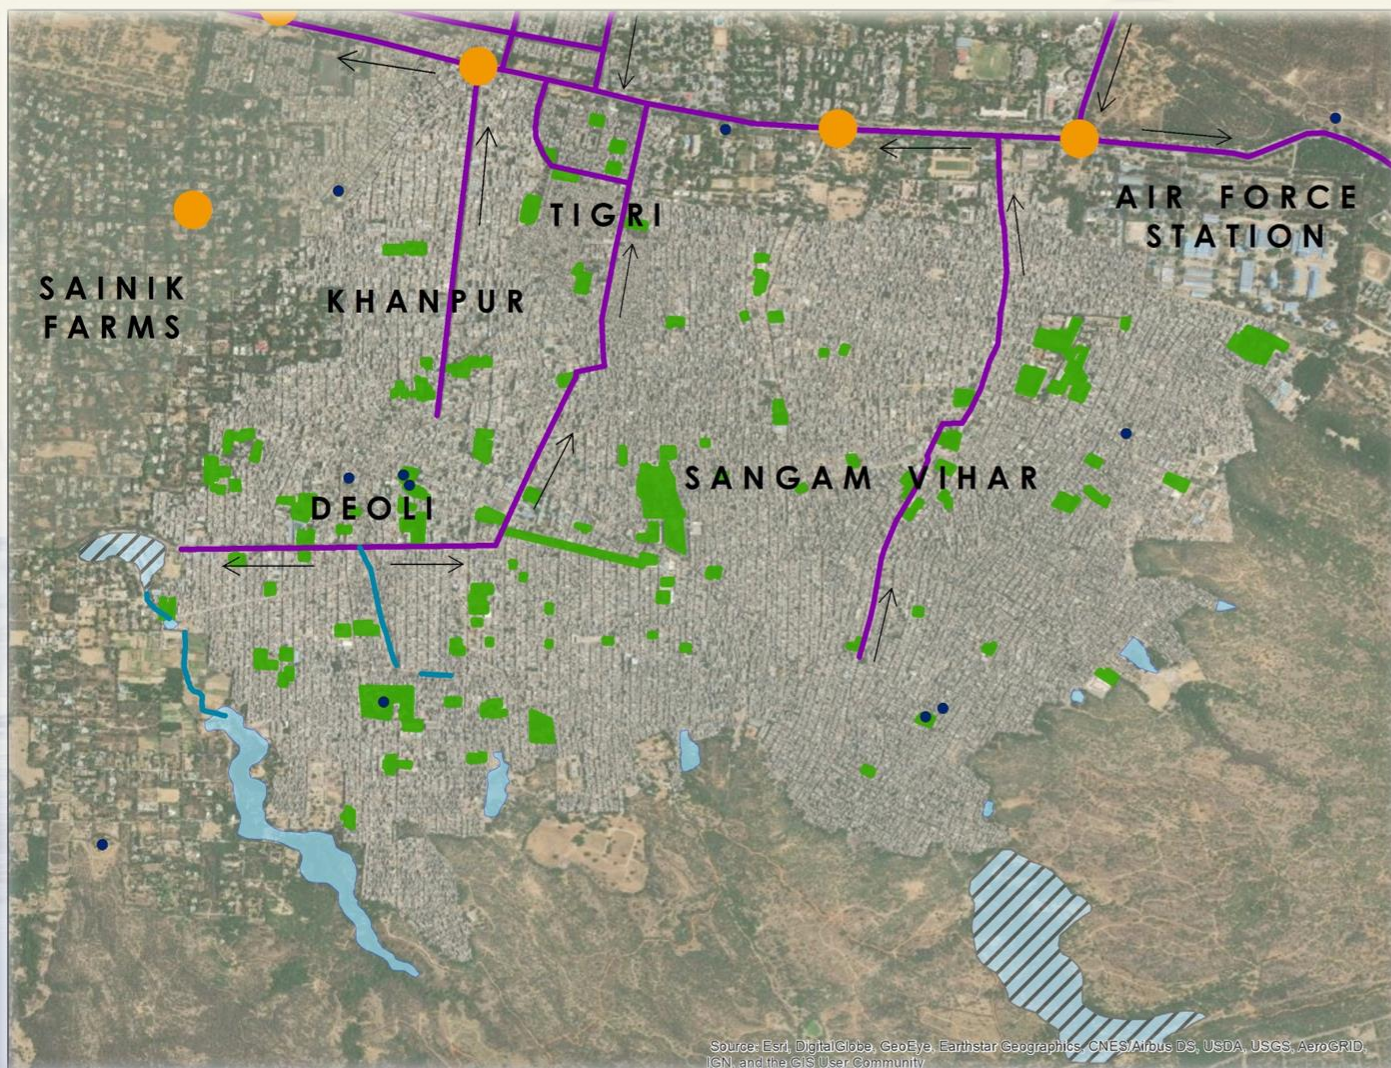 TIGRI
AIR FORCE
STATION
SAINIK
FARMS
KHANPUR
SANGAM VIHAR
DEOLI
Source: Esri, DigitalGlobe, GeoEye, Earthstar Geographics, CNES/Airbus DS, USDA, USGS, AeroGRID,
IGN, and the GIS User Community